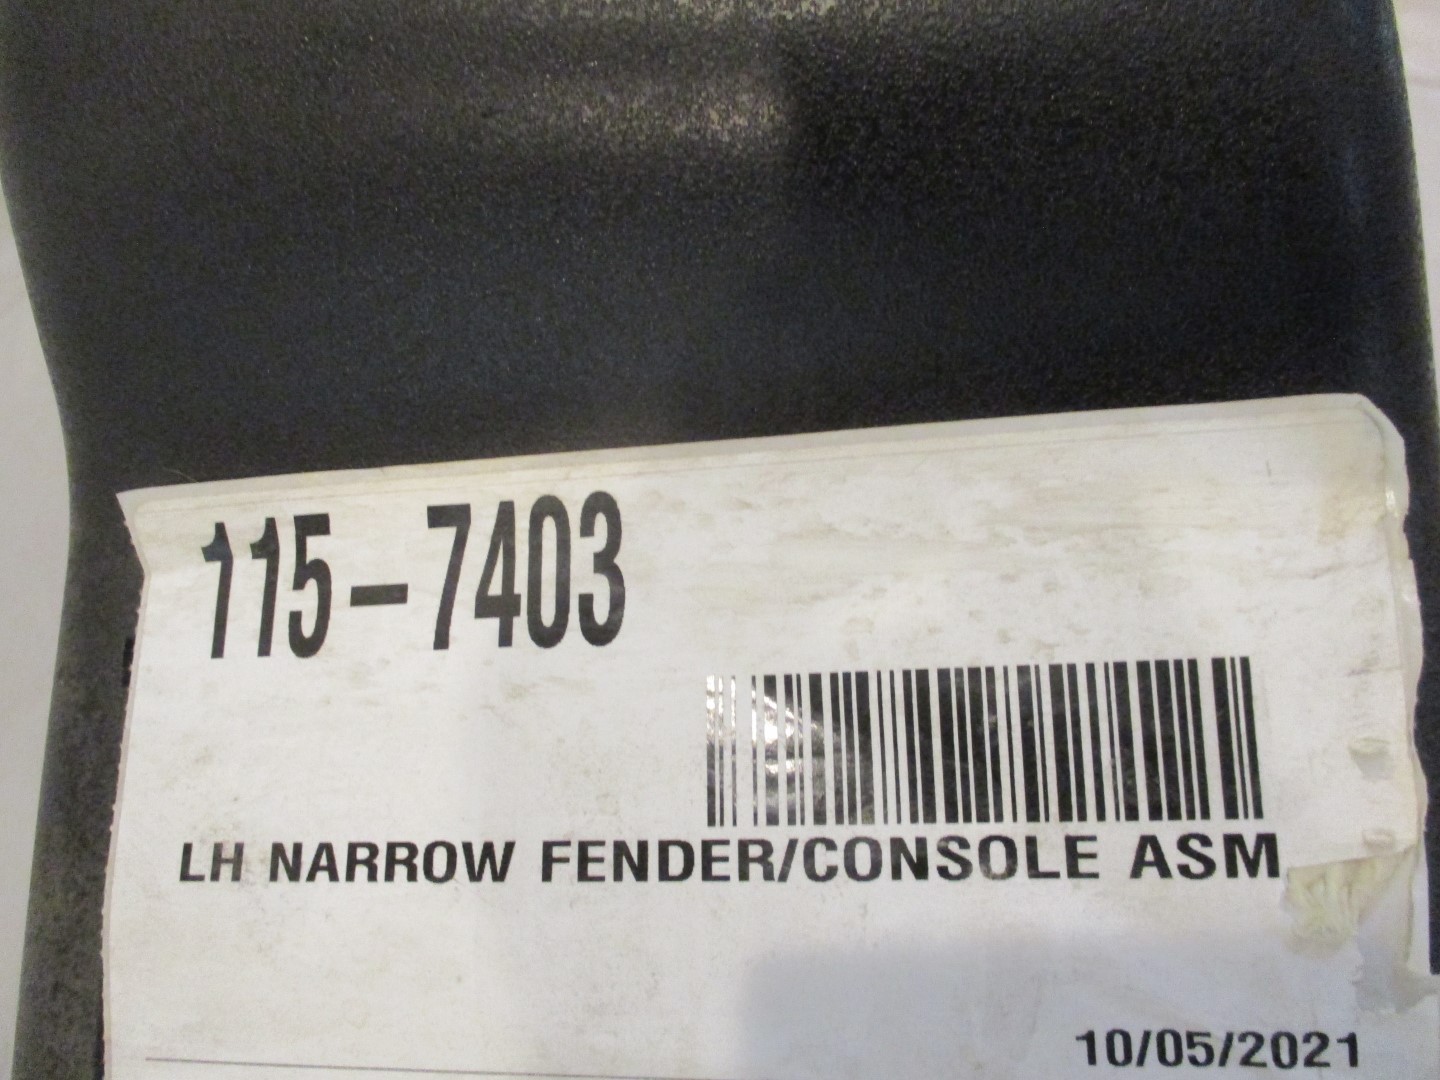 115-7403
LH NARROW FENDER/CONSOLE ASM
10/05/2021